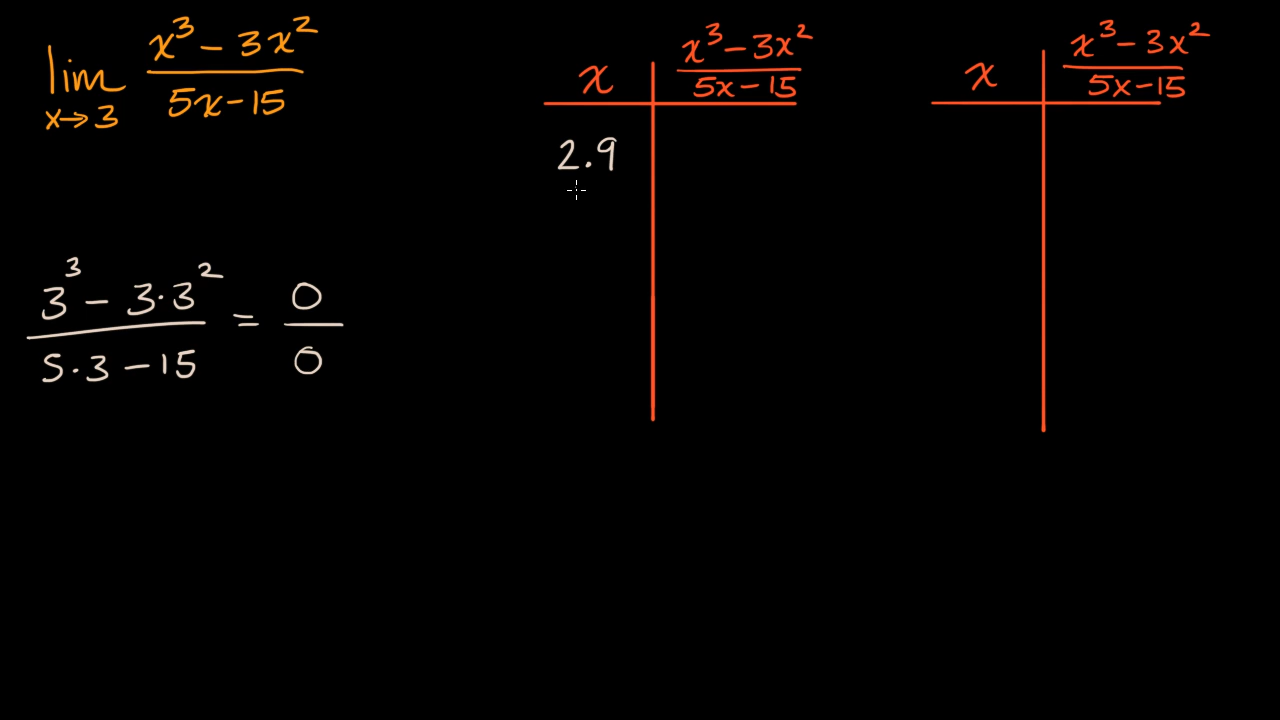 lim x→3 (x³ − 3x²)/(5x − 15)
x | (x³ − 3x²)/(5x − 15)
2.9
x | (x³ − 3x²)/(5x − 15)
(3³ − 3·3²)/(5·3 − 15) = 0/0